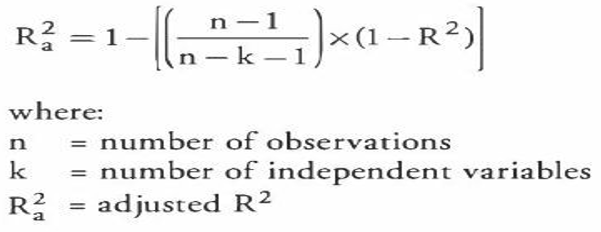 R²ₐ = 1 − [((n − 1)/(n − k − 1)) × (1 − R²)]
where:
n = number of observations
k = number of independent variables
R²ₐ = adjusted R²